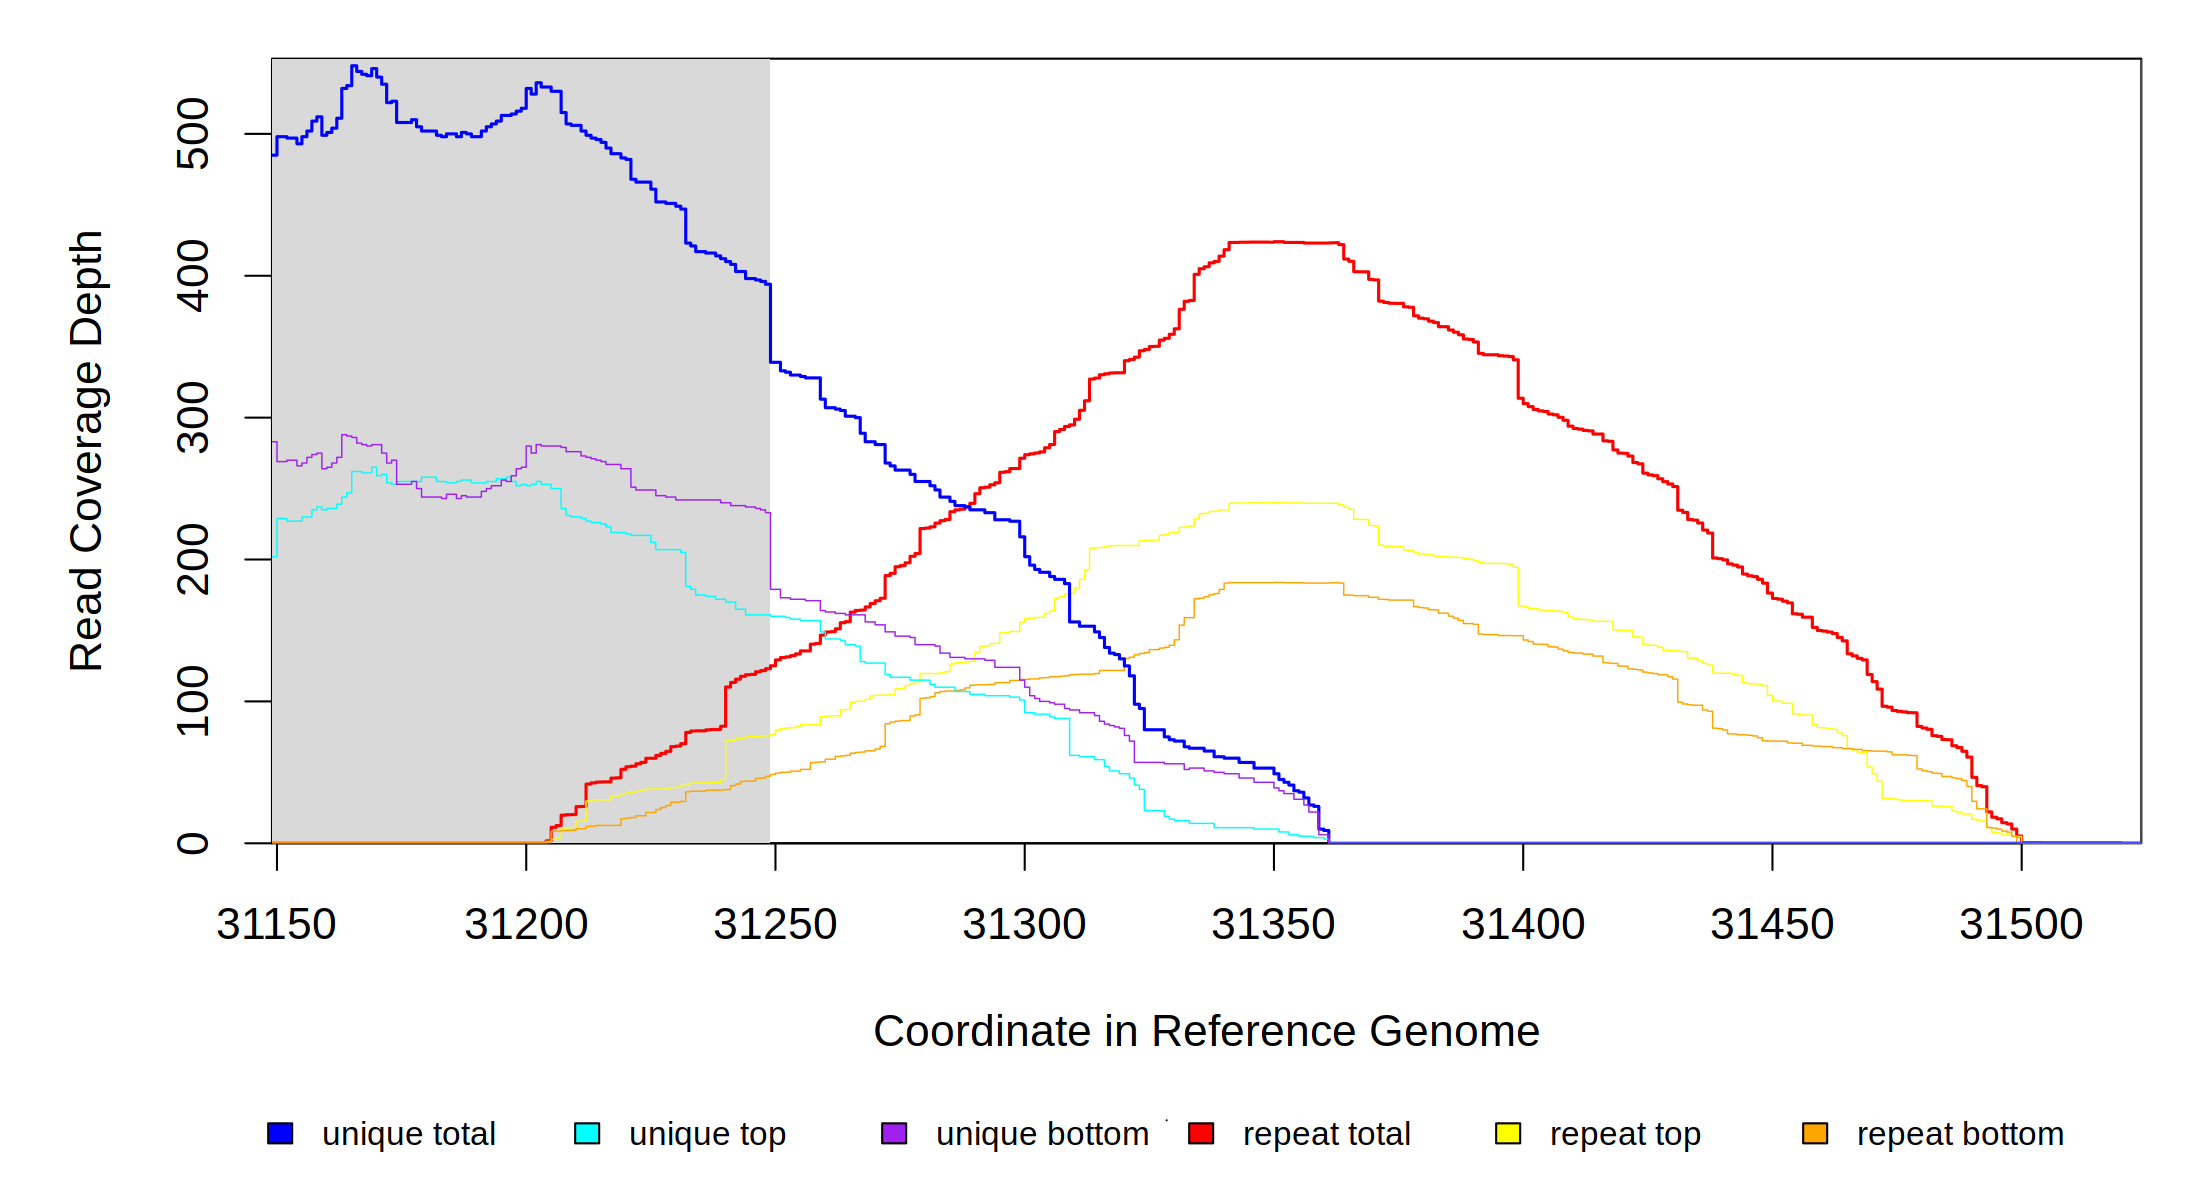 Read Coverage Depth
500
400
300
200
100
0
31150 31200 31250 31300 31350 31400 31450 31500
Coordinate in Reference Genome
unique total unique top unique bottom repeat total repeat top repeat bottom